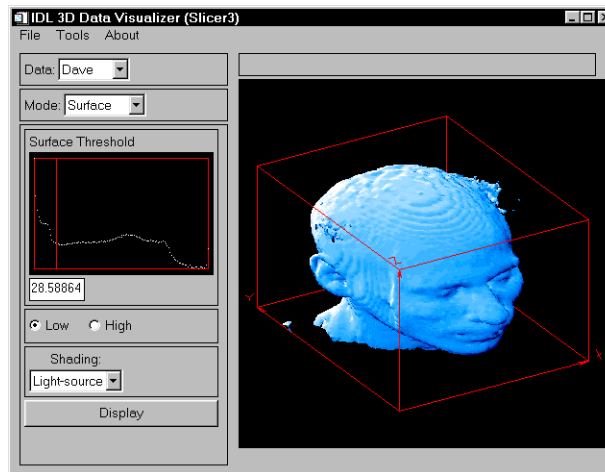 IDL 3D Data Visualizer (Slicer3)
File Tools About
Data: Dave
Mode: Surface
Surface Threshold
28.58864
Low High
Shading:
Light-source
Display
Z
Y
X